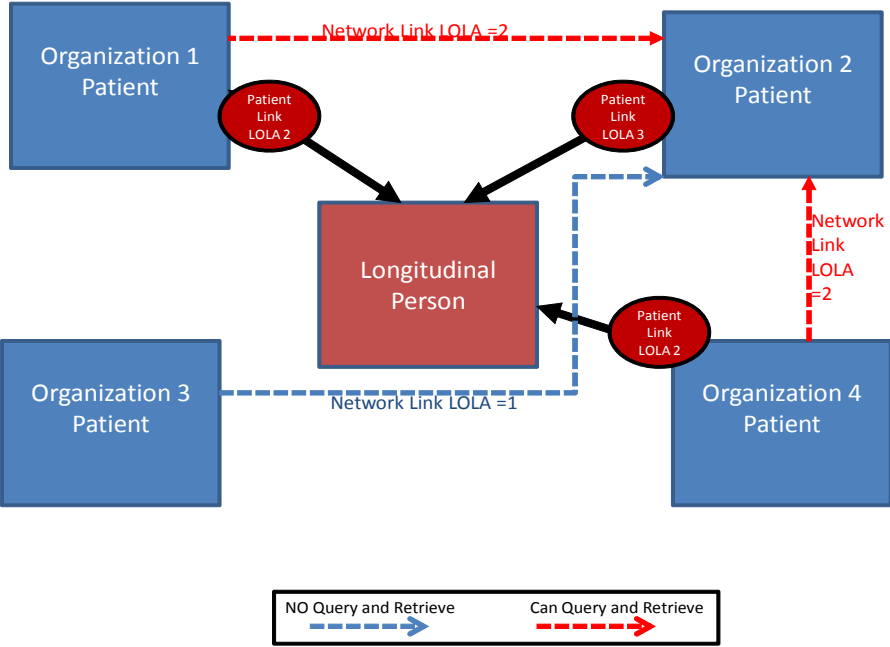 Network Link LOLA =2
Organization 1
Patient
Organization 2
Patient
Patient
Link
LOLA 2
Patient
Link
LOLA 3
Network
Link
LOLA
=2
Longitudinal
Person
Patient
Link
LOLA 2
Organization 3
Patient
Network Link LOLA =1
Organization 4
Patient
NO Query and Retrieve
Can Query and Retrieve